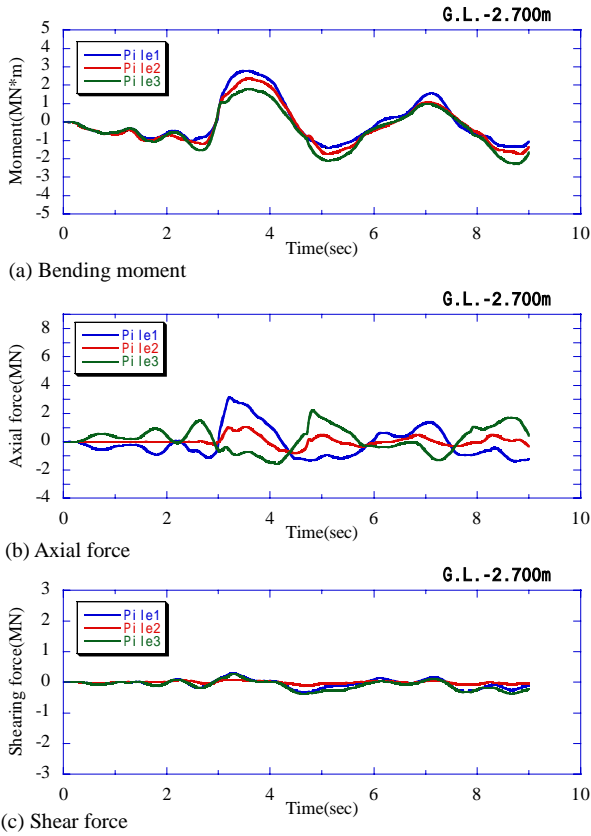 G.L.-2.700m
5
4
3
2
1
0
-1
-2
-3
-4
-5
Moment(MN*m)
Pile1
Pile2
Pile3
0 2 4 6 8 10
Time(sec)
(a) Bending moment
G.L.-2.700m
8
6
4
2
0
-2
-4
Axial force(MN)
Pile1
Pile2
Pile3
0 2 4 6 8 10
Time(sec)
(b) Axial force
G.L.-2.700m
3
2
1
0
-1
-2
-3
Shearing force(MN)
Pile1
Pile2
Pile3
0 2 4 6 8 10
Time(sec)
(c) Shear force